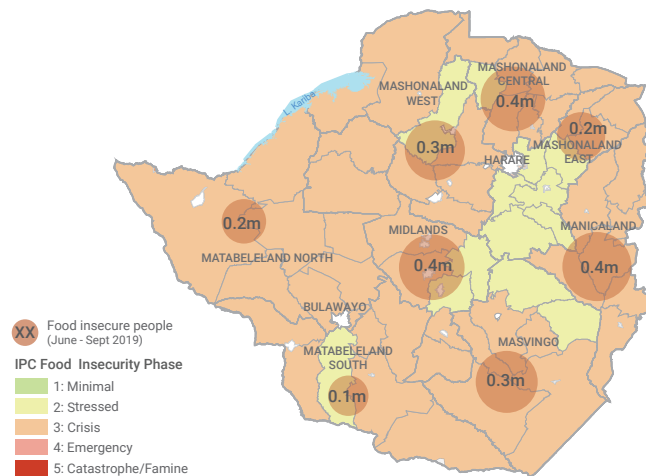 MASHONALAND
CENTRAL
0.4m
MASHONALAND
WEST
L. Kariba
0.3m
0.2m
MASHONALAND
EAST
HARARE
0.2m
MATABELELAND NORTH
MIDLANDS
0.4m
MANICALAND
0.4m
BULAWAYO
MATABELELAND
SOUTH
0.1m
MASVINGO
0.3m
XX Food insecure people
(June - Sept 2019)
IPC Food Insecurity Phase
1: Minimal
2: Stressed
3: Crisis
4: Emergency
5: Catastrophe/Famine